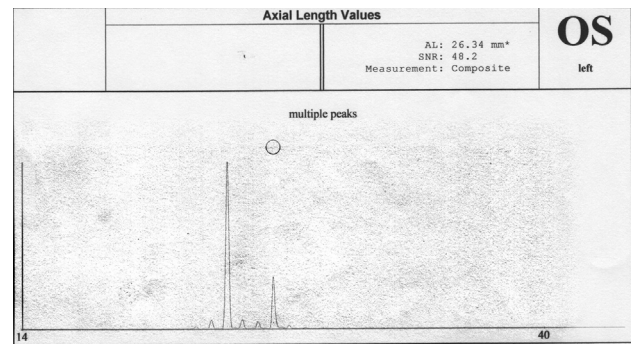 Axial Length Values
OS
AL: 26.34 mm*
SNR: 48.2
Measurement: Composite
left
multiple peaks
14
40